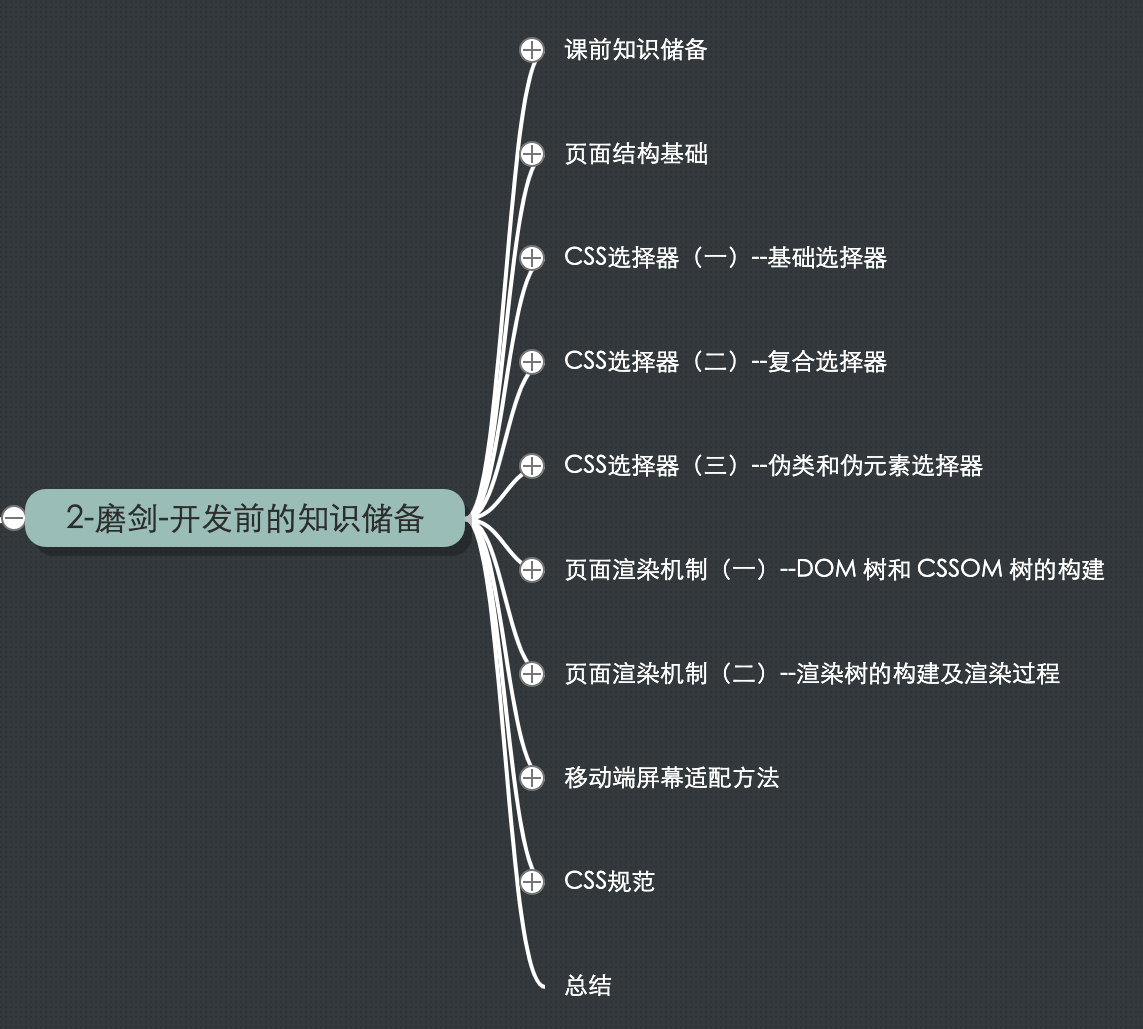 课前知识储备
页面结构基础
CSS选择器（一）--基础选择器
CSS选择器（二）--复合选择器
CSS选择器（三）--伪类和伪元素选择器
2-磨剑-开发前的知识储备
页面渲染机制（一）--DOM 树和 CSSOM 树的构建
页面渲染机制（二）--渲染树的构建及渲染过程
移动端屏幕适配方法
CSS规范
总结